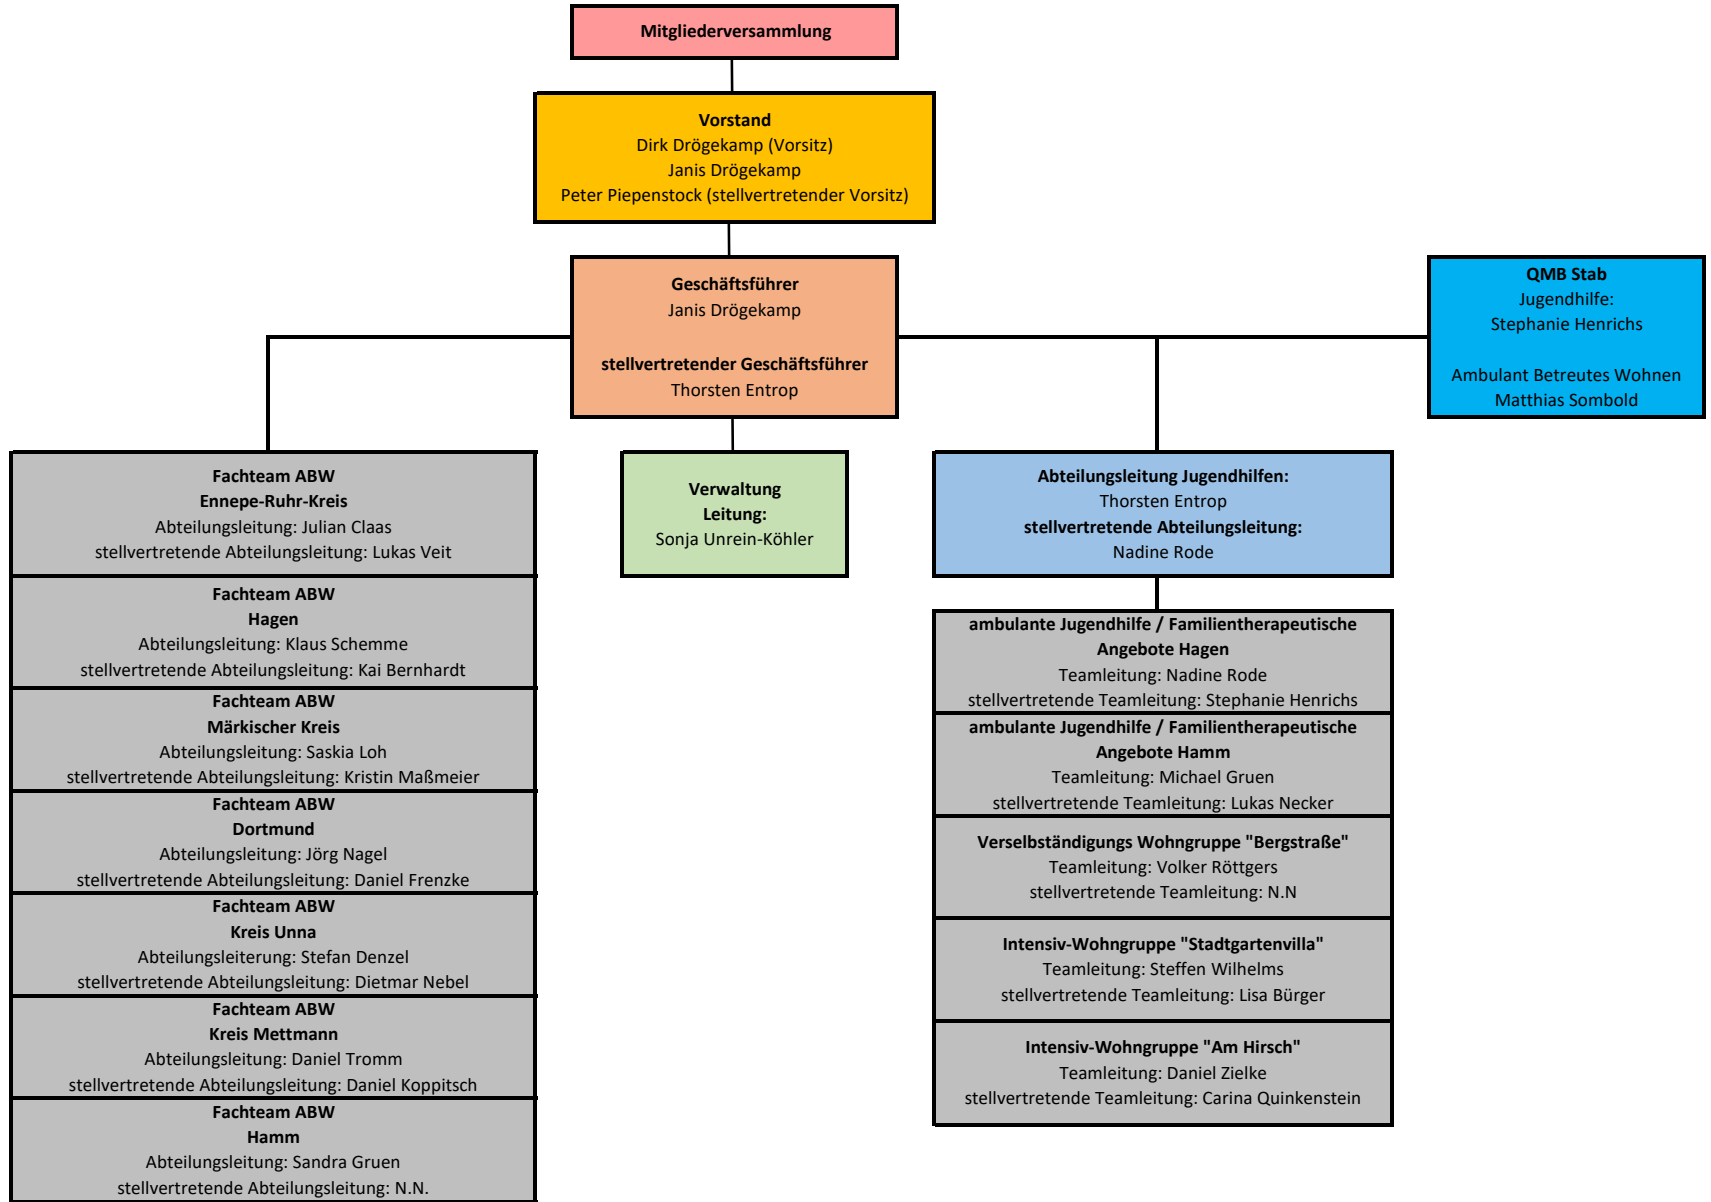 Mitgliederversammlung
Vorstand
Dirk Drögekamp (Vorsitz)
Janis Drögekamp
Peter Piepenstock (stellvertretender Vorsitz)
Geschäftsführer
Janis Drögekamp
stellvertretender Geschäftsführer
Thorsten Entrop
QMB Stab
Jugendhilfe:
Stephanie Henrichs
Ambulant Betreutes Wohnen
Matthias Sombold
Fachteam ABW
Ennepe-Ruhr-Kreis
Abteilungsleitung: Julian Claas
stellvertretende Abteilungsleitung: Lukas Veit
Fachteam ABW
Hagen
Abteilungsleitung: Klaus Schemme
stellvertretende Abteilungsleitung: Kai Bernhardt
Fachteam ABW
Märkischer Kreis
Abteilungsleitung: Saskia Loh
stellvertretende Abteilungsleitung: Kristin Maßmeier
Fachteam ABW
Dortmund
Abteilungsleitung: Jörg Nagel
stellvertretende Abteilungsleitung: Daniel Frenzke
Fachteam ABW
Kreis Unna
Abteilungsleiterung: Stefan Denzel
stellvertretende Abteilungsleitung: Dietmar Nebel
Fachteam ABW
Kreis Mettmann
Abteilungsleitung: Daniel Tromm
stellvertretende Abteilungsleitung: Daniel Koppitsch
Fachteam ABW
Hamm
Abteilungsleitung: Sandra Gruen
stellvertretende Abteilungsleitung: N.N.
Verwaltung
Leitung:
Sonja Unrein-Köhler
Abteilungsleitung Jugendhilfen:
Thorsten Entrop
stellvertretende Abteilungsleitung:
Nadine Rode
ambulante Jugendhilfe / Familientherapeutische
Angebote Hagen
Teamleitung: Nadine Rode
stellvertretende Teamleitung: Stephanie Henrichs
ambulante Jugendhilfe / Familientherapeutische
Angebote Hamm
Teamleitung: Michael Gruen
stellvertretende Teamleitung: Lukas Necker
Verselbständigungs Wohngruppe "Bergstraße"
Teamleitung: Volker Röttgers
stellvertretende Teamleitung: N.N
Intensiv-Wohngruppe "Stadtgartenvilla"
Teamleitung: Steffen Wilhelms
stellvertretende Teamleitung: Lisa Bürger
Intensiv-Wohngruppe "Am Hirsch"
Teamleitung: Daniel Zielke
stellvertretende Teamleitung: Carina Quinkenstein